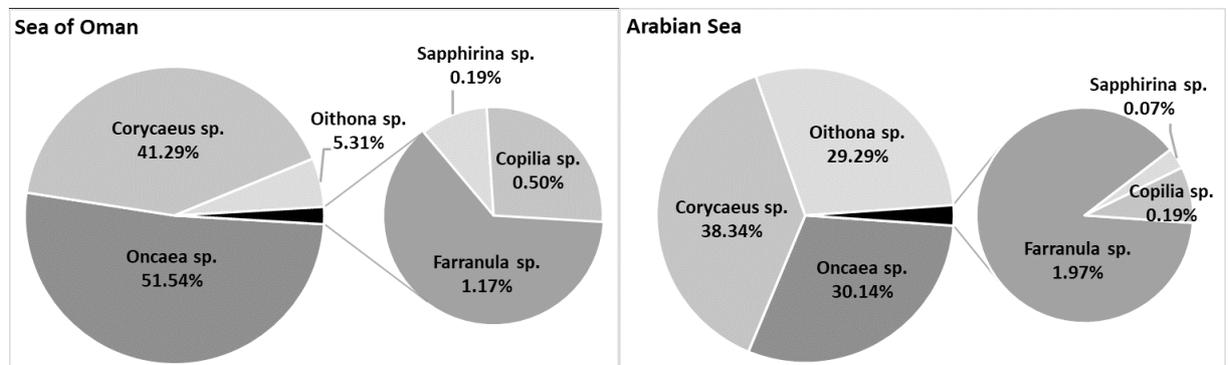 Sea of Oman
Sapphirina sp.
0.19%
Oithona sp.
5.31%
Corycaeus sp.
41.29%
Copilia sp.
0.50%
Oncaea sp.
51.54%
Farranula sp.
1.17%
Arabian Sea
Sapphirina sp.
0.07%
Oithona sp.
29.29%
Copilia sp.
0.19%
Corycaeus sp.
38.34%
Farranula sp.
1.97%
Oncaea sp.
30.14%